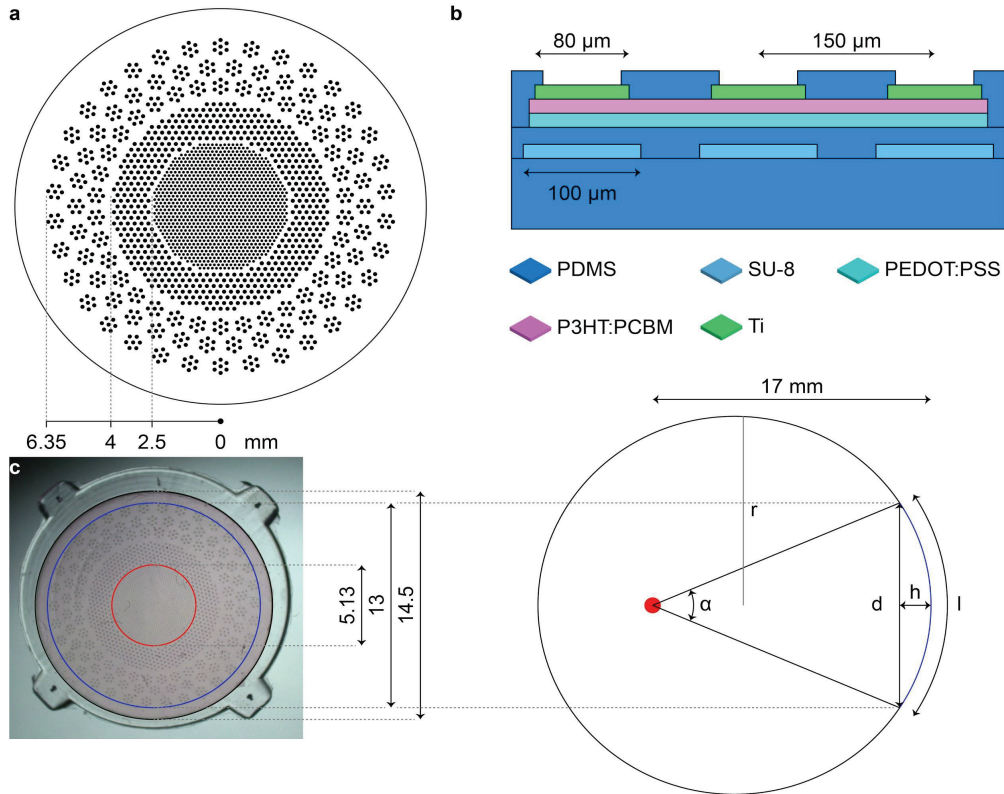 a
6.35 4 2.5 0 mm
b
80 µm 150 µm
100 µm
PDMS SU-8 PEDOT:PSS
P3HT:PCBM Ti
c
5.13
13
14.5
17 mm
r
α d h l